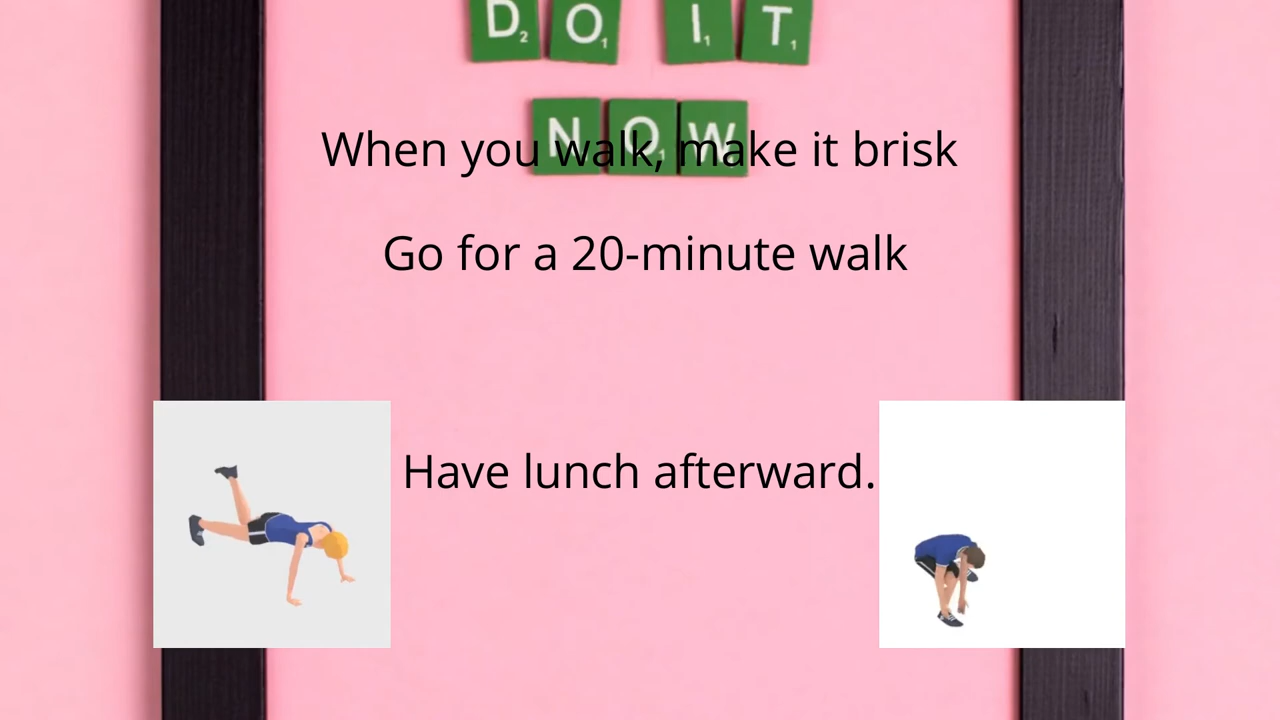 DO IT
NOW
When you walk, make it brisk
Go for a 20-minute walk
Have lunch afterward.